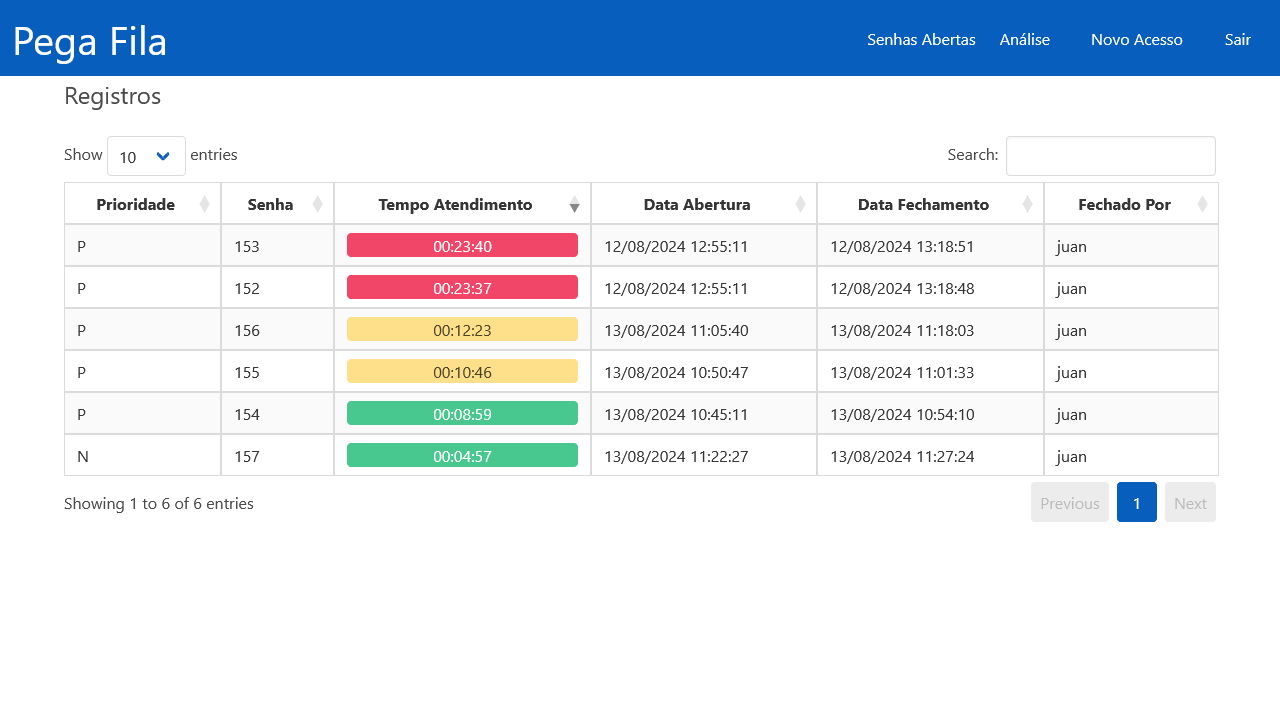 Pega Fila Senhas Abertas Análise Novo Acesso Sair
Registros
Show 10 entries Search:
Prioridade Senha Tempo Atendimento Data Abertura Data Fechamento Fechado Por
P 153 00:23:40 12/08/2024 12:55:11 12/08/2024 13:18:51 juan
P 152 00:23:37 12/08/2024 12:55:11 12/08/2024 13:18:48 juan
P 156 00:12:23 13/08/2024 11:05:40 13/08/2024 11:18:03 juan
P 155 00:10:46 13/08/2024 10:50:47 13/08/2024 11:01:33 juan
P 154 00:08:59 13/08/2024 10:45:11 13/08/2024 10:54:10 juan
N 157 00:04:57 13/08/2024 11:22:27 13/08/2024 11:27:24 juan
Showing 1 to 6 of 6 entries Previous 1 Next